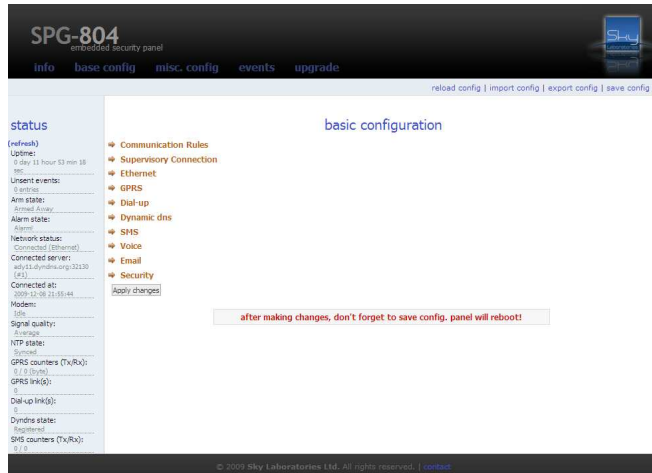 SPG-804
embedded security panel
Sky
Laboratories
info base config misc. config events upgrade
reload config | import config | export config | save config
status
(refresh)
Uptime:
0 day 11 hour 53 min 18
sec
Unsent events:
0 entries
Arm state:
Armed Away
Alarm state:
Alarm!
Network status:
Connected (Ethernet)
Connected server:
ady11.dyndns.org:32130
(#1)
Connected at:
2009-12-08 21:55:44
Modem:
Idle
Signal quality:
Average
NTP state:
Synced
GPRS counters (Tx/Rx):
0 / 0 (byte)
GPRS link(s):
0
Dial-up link(s):
0
Dyndns state:
Registered
SMS counters (Tx/Rx):
0 / 0
basic configuration
Communication Rules
Supervisory Connection
Ethernet
GPRS
Dial-up
Dynamic dns
SMS
Voice
Email
Security
Apply changes
after making changes, don't forget to save config. panel will reboot!
© 2009 Sky Laboratories Ltd. All rights reserved. | contact